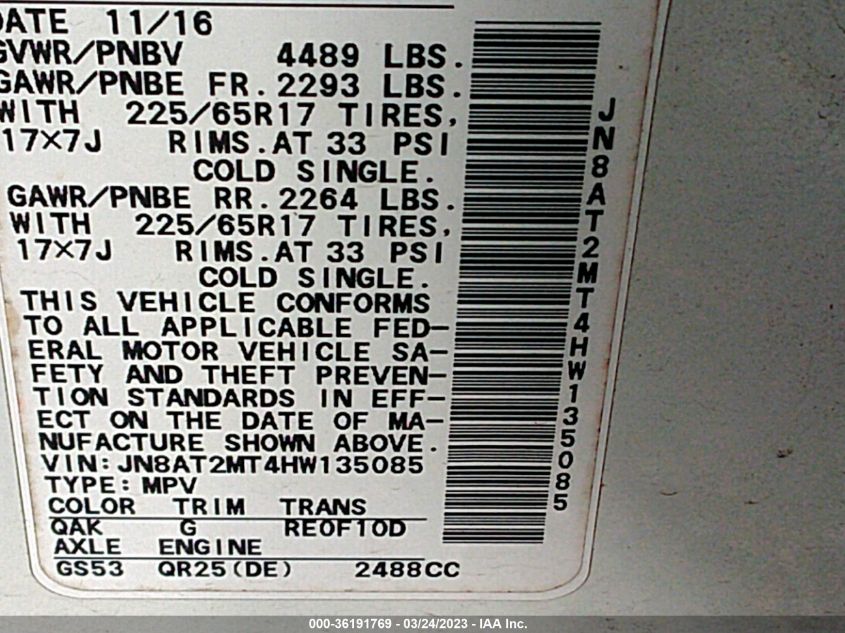 DATE 11/16
GVWR/PNBV 4489 LBS.
GAWR/PNBE FR. 2293 LBS.
WITH 225/65R17 TIRES,
17×7J RIMS. AT 33 PSI
COLD SINGLE.
GAWR/PNBE RR. 2264 LBS.
WITH 225/65R17 TIRES,
17×7J RIMS. AT 33 PSI
COLD SINGLE.
THIS VEHICLE CONFORMS
TO ALL APPLICABLE FED-
ERAL MOTOR VEHICLE SA-
FETY AND THEFT PREVEN-
TION STANDARDS IN EFF-
ECT ON THE DATE OF MA-
NUFACTURE SHOWN ABOVE.
VIN: JN8AT2MT4HW135085
TYPE: MPV
COLOR TRIM TRANS
QAK G RE0F10D
AXLE ENGINE
GS53 QR25(DE) 2488CC
JN8AT2MT4HW135085
000-36191769 - 03/24/2023 - IAA Inc.